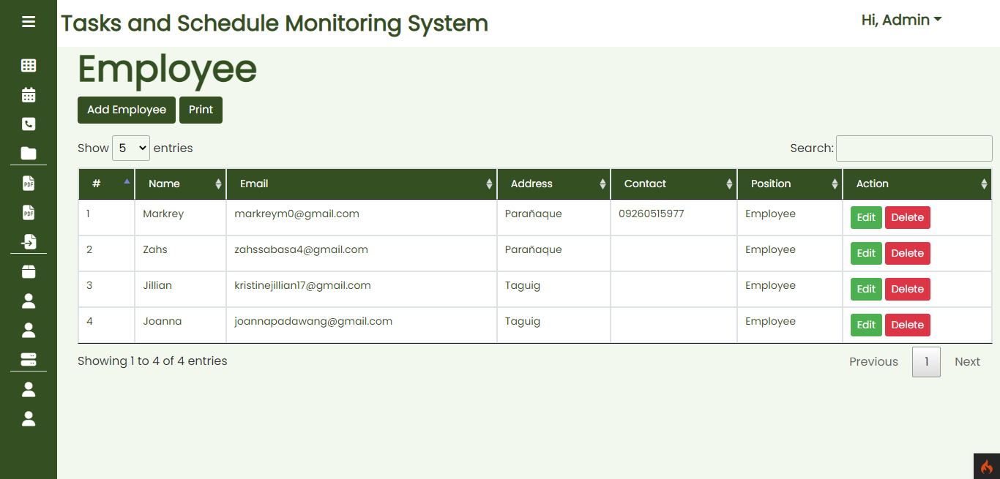 Tasks and Schedule Monitoring System
Hi, Admin
Employee
Add Employee Print
Show 5 entries Search:
# Name Email Address Contact Position Action
1 Markrey markreym0@gmail.com Parañaque 09260515977 Employee Edit Delete
2 Zahs zahssabasa4@gmail.com Parañaque Employee Edit Delete
3 Jillian kristinejillian17@gmail.com Taguig Employee Edit Delete
4 Joanna joannapadawang@gmail.com Taguig Employee Edit Delete
Showing 1 to 4 of 4 entries Previous 1 Next
PDF
PDF